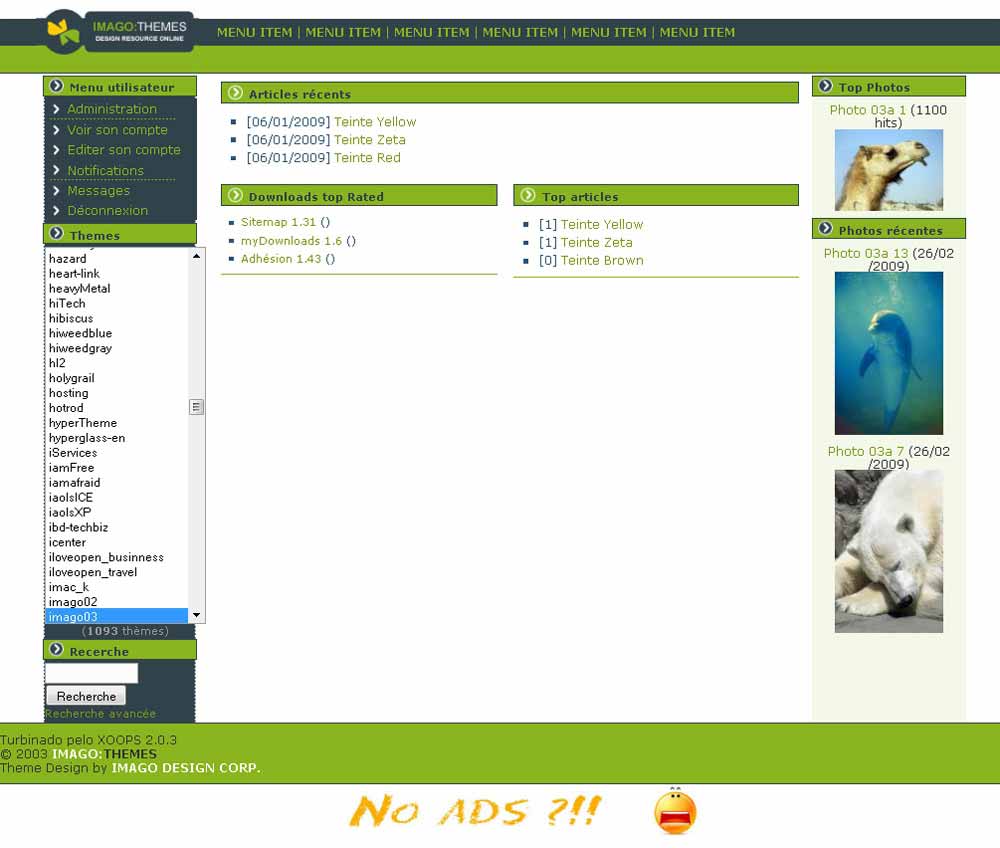 IMAGO:THEMES
DESIGN RESOURCE ONLINE
MENU ITEM | MENU ITEM | MENU ITEM | MENU ITEM | MENU ITEM | MENU ITEM
Menu utilisateur
Administration
Voir son compte
Editer son compte
Notifications
Messages
Déconnexion
Themes
hazard
heart-link
heavyMetal
hiTech
hibiscus
hiweedblue
hiweedgray
hl2
holygrail
hosting
hotrod
hyperTheme
hyperglass-en
iServices
iamFree
iamafraid
iaolsICE
iaolsXP
ibd-techbiz
icenter
iloveopen_businness
iloveopen_travel
imac_k
imago02
imago03
(1093 thèmes)
Recerche
Recherche
Recherche avancée
Articles récents
[06/01/2009] Teinte Yellow
[06/01/2009] Teinte Zeta
[06/01/2009] Teinte Red
Downloads top Rated
Sitemap 1.31 ()
myDownloads 1.6 ()
Adhésion 1.43 ()
Top articles
[1] Teinte Yellow
[1] Teinte Zeta
[0] Teinte Brown
Top Photos
Photo 03a 1 (1100
hits)
Photos récentes
Photo 03a 13 (26/02
/2009)
Photo 03a 7 (26/02
/2009)
Turbinado pelo XOOPS 2.0.3
© 2003 IMAGO:THEMES
Theme Design by IMAGO DESIGN CORP.
No ADS ?!!